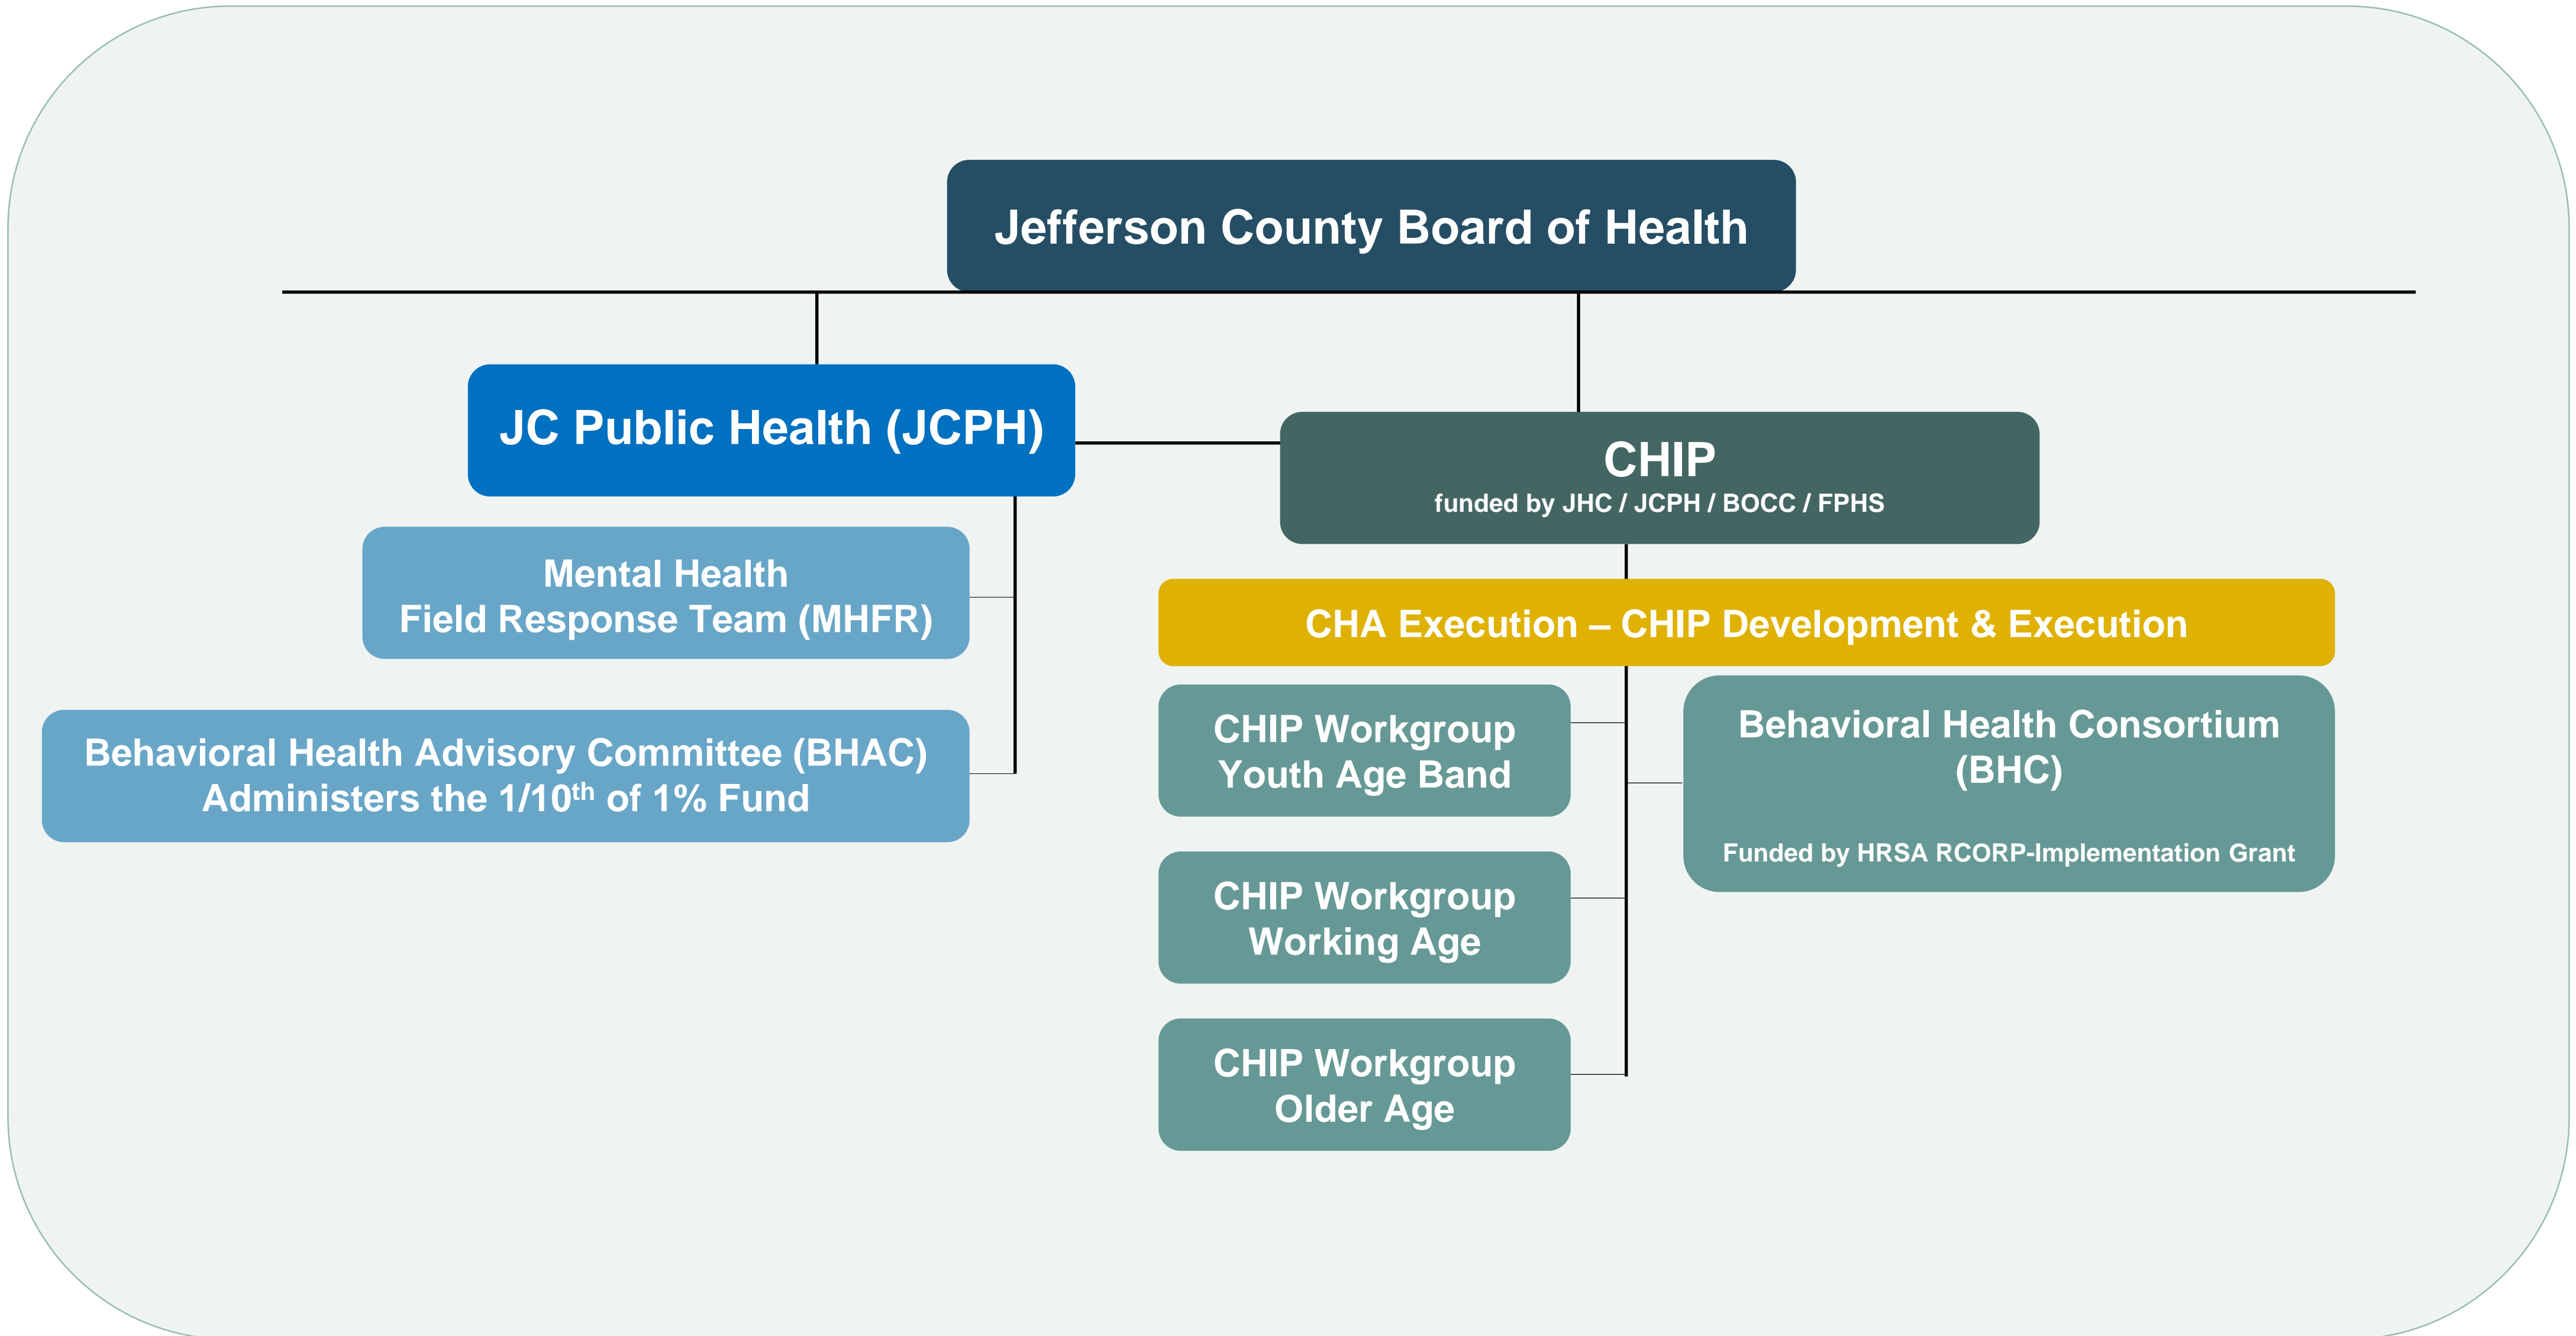 Jefferson County Board of Health
JC Public Health (JCPH)
CHIP
funded by JHC / JCPH / BOCC / FPHS
Mental Health
Field Response Team (MHFR)
Behavioral Health Advisory Committee (BHAC)
Administers the 1/10th of 1% Fund
CHA Execution – CHIP Development & Execution
CHIP Workgroup
Youth Age Band
CHIP Workgroup
Working Age
CHIP Workgroup
Older Age
Behavioral Health Consortium
(BHC)
Funded by HRSA RCORP-Implementation Grant